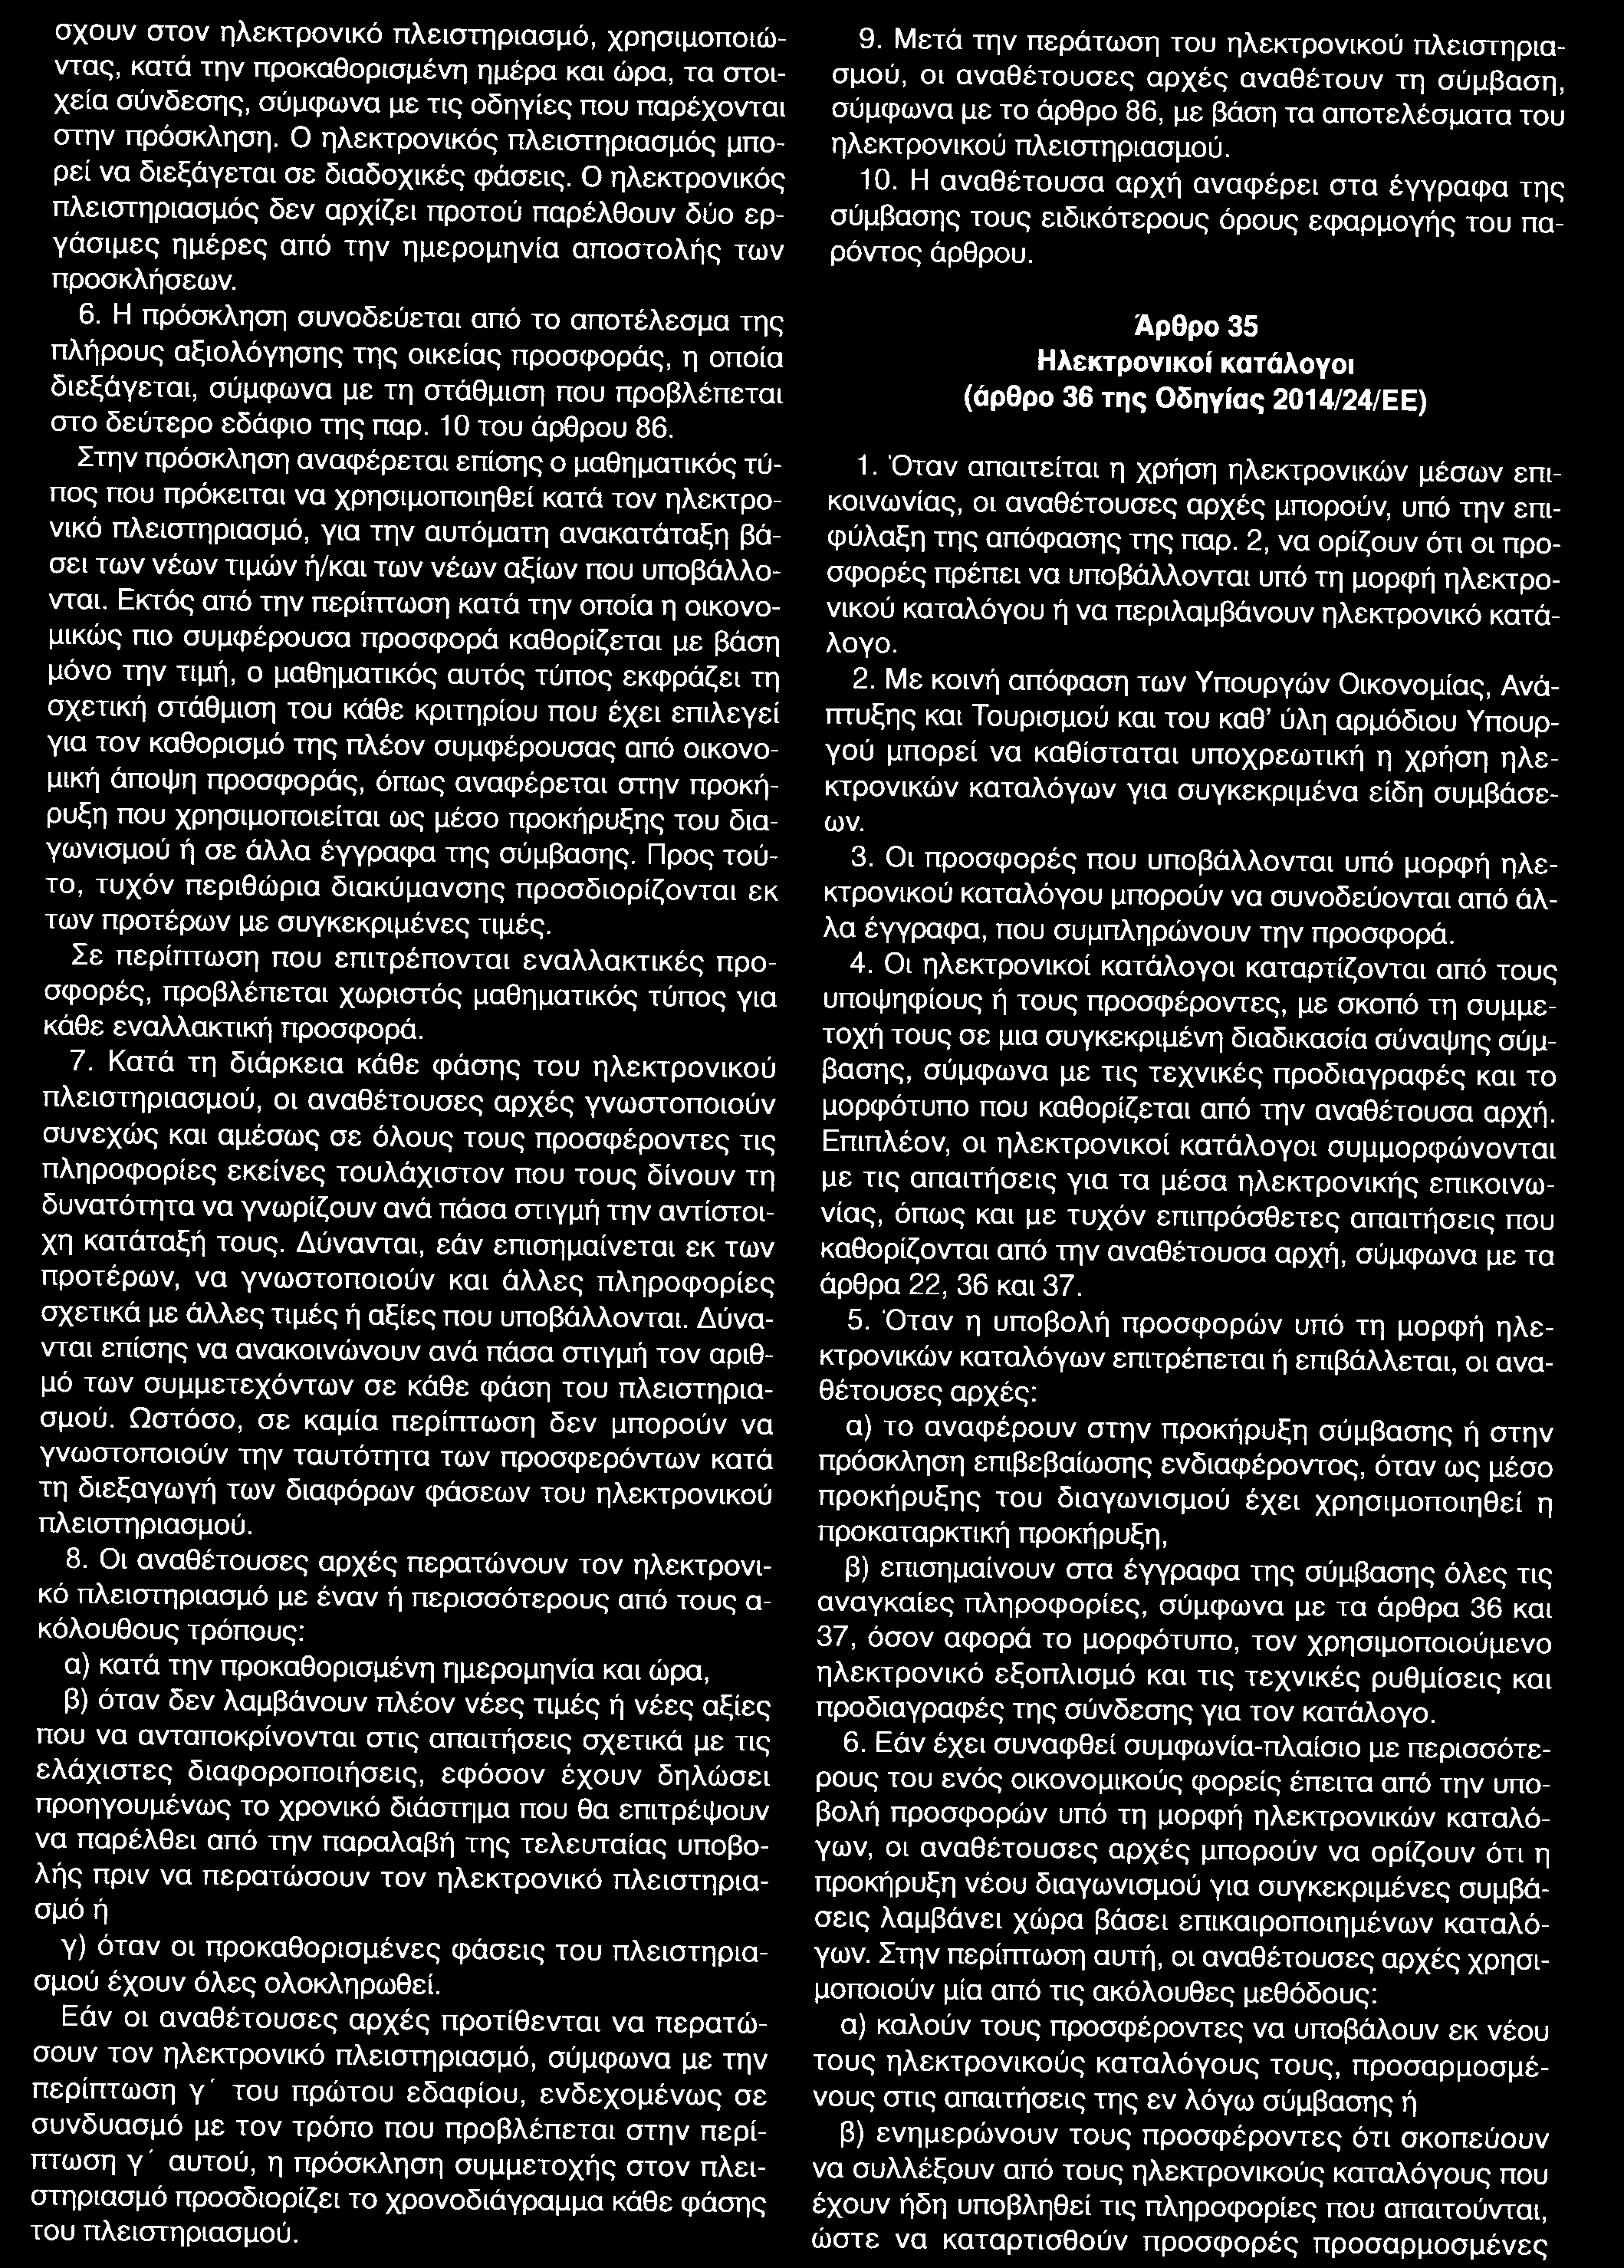 σχουν στον ηλεκτρονικό πλειστηριασμό, χρησιμοποιώ-
ντας, κατά την προκαθορισμένη ημέρα και ώρα, τα στοι-
χεία σύνδεσης, σύμφωνα με τις οδηγίες που παρέχονται
στην πρόσκληση. Ο ηλεκτρονικός πλειστηριασμός μπο-
ρεί να διεξάγεται σε διαδοχικές φάσεις. Ο ηλεκτρονικός
πλειστηριασμός δεν αρχίζει προτού παρέλθουν δύο ερ-
γάσιμες ημέρες από την ημερομηνία αποστολής των
προσκλήσεων.
6. Η πρόσκληση συνοδεύεται από το αποτέλεσμα της
πλήρους αξιολόγησης της οικείας προσφοράς, η οποία
διεξάγεται, σύμφωνα με τη στάθμιση που προβλέπεται
στο δεύτερο εδάφιο της παρ. 10 του άρθρου 86.
Στην πρόσκληση αναφέρεται επίσης ο μαθηματικός τύ-
πος που πρόκειται να χρησιμοποιηθεί κατά τον ηλεκτρο-
νικό πλειστηριασμό, για την αυτόματη ανακατάταξη βά-
σει των νέων τιμών ή/και των νέων αξίων που υποβάλλο-
νται. Εκτός από την περίπτωση κατά την οποία η οικονο-
μικώς πιο συμφέρουσα προσφορά καθορίζεται με βάση
μόνο την τιμή, ο μαθηματικός αυτός τύπος εκφράζει τη
σχετική στάθμιση του κάθε κριτηρίου που έχει επιλεγεί
για τον καθορισμό της πλέον συμφέρουσας από οικονο-
μική άποψη προσφοράς, όπως αναφέρεται στην προκή-
ρυξη που χρησιμοποιείται ως μέσο προκήρυξης του δια-
γωνισμού ή σε άλλα έγγραφα της σύμβασης. Προς τού-
το, τυχόν περιθώρια διακύμανσης προσδιορίζονται εκ
των προτέρων με συγκεκριμένες τιμές.
Σε περίπτωση που επιτρέπονται εναλλακτικές προ-
σφορές, προβλέπεται χωριστός μαθηματικός τύπος για
κάθε εναλλακτική προσφορά.
7. Κατά τη διάρκεια κάθε φάσης του ηλεκτρονικού
πλειστηριασμού, οι αναθέτουσες αρχές γνωστοποιούν
συνεχώς και αμέσως σε όλους τους προσφέροντες τις
πληροφορίες εκείνες τουλάχιστον που τους δίνουν τη
δυνατότητα να γνωρίζουν ανά πάσα στιγμή την αντίστοι-
χη κατάταξή τους. Δύνανται, εάν επισημαίνεται εκ των
προτέρων, να γνωστοποιούν και άλλες πληροφορίες
σχετικά με άλλες τιμές ή αξίες που υποβάλλονται. Δύνα-
νται επίσης να ανακοινώνουν ανά πάσα στιγμή τον αριθ-
μό των συμμετεχόντων σε κάθε φάση του πλειστηρια-
σμού. Ωστόσο, σε καμία περίπτωση δεν μπορούν να
γνωστοποιούν την ταυτότητα των προσφερόντων κατά
τη διεξαγωγή των διαφόρων φάσεων του ηλεκτρονικού
πλειστηριασμού.
8. Οι αναθέτουσες αρχές περατώνουν τον ηλεκτρονι-
κό πλειστηριασμό με έναν ή περισσότερους από τους α-
κόλουθους τρόπους:
α) κατά την προκαθορισμένη ημερομηνία και ώρα,
β) όταν δεν λαμβάνουν πλέον νέες τιμές ή νέες αξίες
που να ανταποκρίνονται στις απαιτήσεις σχετικά με τις
ελάχιστες διαφοροποιήσεις, εφόσον έχουν δηλώσει
προηγουμένως το χρονικό διάστημα που θα επιτρέψουν
να παρέλθει από την παραλαβή της τελευταίας υποβο-
λής πριν να περατώσουν τον ηλεκτρονικό πλειστηρια-
σμό ή
γ) όταν οι προκαθορισμένες φάσεις του πλειστηρια-
σμού έχουν όλες ολοκληρωθεί.
Εάν οι αναθέτουσες αρχές προτίθενται να περατώ-
σουν τον ηλεκτρονικό πλειστηριασμό, σύμφωνα με την
περίπτωση γ΄ του πρώτου εδαφίου, ενδεχομένως σε
συνδυασμό με τον τρόπο που προβλέπεται στην περί-
πτωση γ΄ αυτού, η πρόσκληση συμμετοχής στον πλει-
στηριασμό προσδιορίζει το χρονοδιάγραμμα κάθε φάσης
του πλειστηριασμού.
9. Μετά την περάτωση του ηλεκτρονικού πλειστηρια-
σμού, οι αναθέτουσες αρχές αναθέτουν τη σύμβαση,
σύμφωνα με το άρθρο 86, με βάση τα αποτελέσματα του
ηλεκτρονικού πλειστηριασμού.
10. Η αναθέτουσα αρχή αναφέρει στα έγγραφα της
σύμβασης τους ειδικότερους όρους εφαρμογής του πα-
ρόντος άρθρου.
Άρθρο 35
Ηλεκτρονικοί κατάλογοι
(άρθρο 36 της Οδηγίας 2014/24/ΕΕ)
1. Όταν απαιτείται η χρήση ηλεκτρονικών μέσων επι-
κοινωνίας, οι αναθέτουσες αρχές μπορούν, υπό την επι-
φύλαξη της απόφασης της παρ. 2, να ορίζουν ότι οι προ-
σφορές πρέπει να υποβάλλονται υπό τη μορφή ηλεκτρο-
νικού καταλόγου ή να περιλαμβάνουν ηλεκτρονικό κατά-
λογο.
2. Με κοινή απόφαση των Υπουργών Οικονομίας, Ανά-
πτυξης και Τουρισμού και του καθ’ ύλη αρμόδιου Υπουρ-
γού μπορεί να καθίσταται υποχρεωτική η χρήση ηλε-
κτρονικών καταλόγων για συγκεκριμένα είδη συμβάσε-
ων.
3. Οι προσφορές που υποβάλλονται υπό μορφή ηλε-
κτρονικού καταλόγου μπορούν να συνοδεύονται από άλ-
λα έγγραφα, που συμπληρώνουν την προσφορά.
4. Οι ηλεκτρονικοί κατάλογοι καταρτίζονται από τους
υποψηφίους ή τους προσφέροντες, με σκοπό τη συμμε-
τοχή τους σε μια συγκεκριμένη διαδικασία σύναψης σύμ-
βασης, σύμφωνα με τις τεχνικές προδιαγραφές και το
μορφότυπο που καθορίζεται από την αναθέτουσα αρχή.
Επιπλέον, οι ηλεκτρονικοί κατάλογοι συμμορφώνονται
με τις απαιτήσεις για τα μέσα ηλεκτρονικής επικοινω-
νίας, όπως και με τυχόν επιπρόσθετες απαιτήσεις που
καθορίζονται από την αναθέτουσα αρχή, σύμφωνα με τα
άρθρα 22, 36 και 37.
5. Όταν η υποβολή προσφορών υπό τη μορφή ηλε-
κτρονικών καταλόγων επιτρέπεται ή επιβάλλεται, οι ανα-
θέτουσες αρχές:
α) το αναφέρουν στην προκήρυξη σύμβασης ή στην
πρόσκληση επιβεβαίωσης ενδιαφέροντος, όταν ως μέσο
προκήρυξης του διαγωνισμού έχει χρησιμοποιηθεί η
προκαταρκτική προκήρυξη,
β) επισημαίνουν στα έγγραφα της σύμβασης όλες τις
αναγκαίες πληροφορίες, σύμφωνα με τα άρθρα 36 και
37, όσον αφορά το μορφότυπο, τον χρησιμοποιούμενο
ηλεκτρονικό εξοπλισμό και τις τεχνικές ρυθμίσεις και
προδιαγραφές της σύνδεσης για τον κατάλογο.
6. Εάν έχει συναφθεί συμφωνία-πλαίσιο με περισσότε-
ρους του ενός οικονομικούς φορείς έπειτα από την υπο-
βολή προσφορών υπό τη μορφή ηλεκτρονικών καταλό-
γων, οι αναθέτουσες αρχές μπορούν να ορίζουν ότι η
προκήρυξη νέου διαγωνισμού για συγκεκριμένες συμβά-
σεις λαμβάνει χώρα βάσει επικαιροποιημένων καταλό-
γων. Στην περίπτωση αυτή, οι αναθέτουσες αρχές χρησι-
μοποιούν μία από τις ακόλουθες μεθόδους:
α) καλούν τους προσφέροντες να υποβάλουν εκ νέου
τους ηλεκτρονικούς καταλόγους τους, προσαρμοσμέ-
νους στις απαιτήσεις της εν λόγω σύμβασης ή
β) ενημερώνουν τους προσφέροντες ότι σκοπεύουν
να συλλέξουν από τους ηλεκτρονικούς καταλόγους που
έχουν ήδη υποβληθεί τις πληροφορίες που απαιτούνται,
ώστε να καταρτισθούν προσφορές προσαρμοσμένες